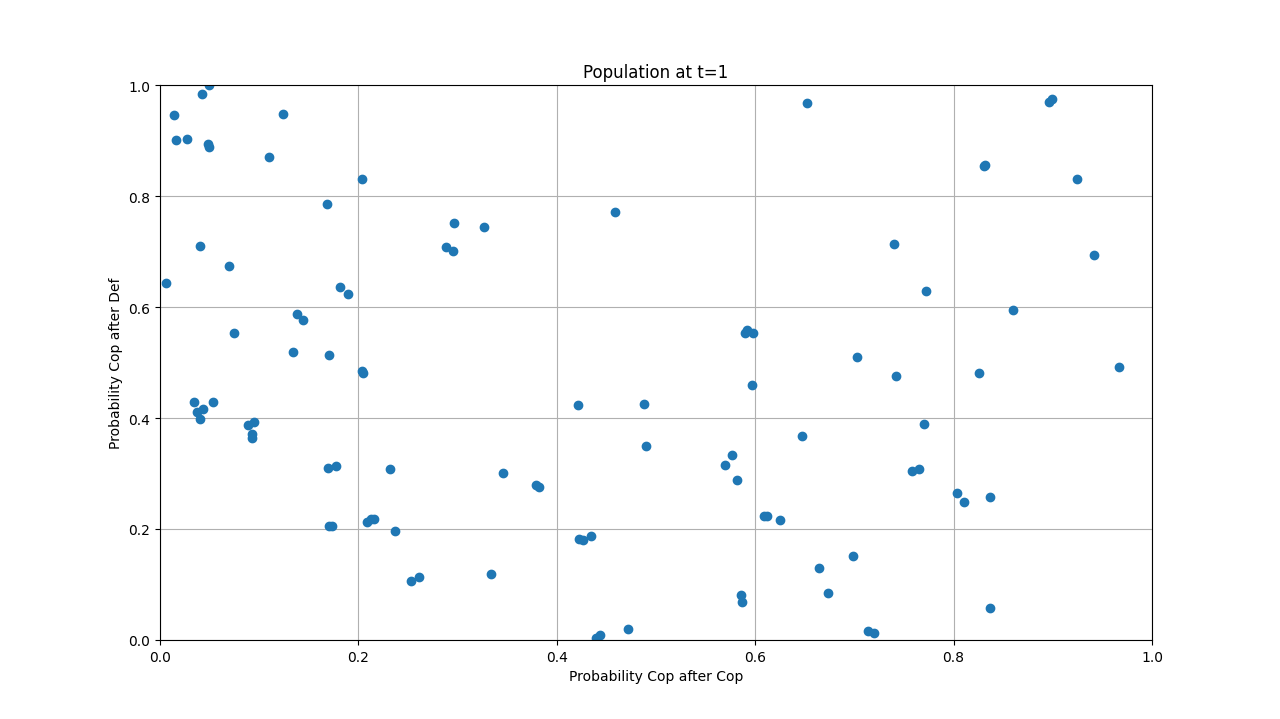 Population at t=1
Probability Cop after Def
1.0
0.8
0.6
0.4
0.2
0.0
0.0 0.2 0.4 0.6 0.8 1.0
Probability Cop after Cop